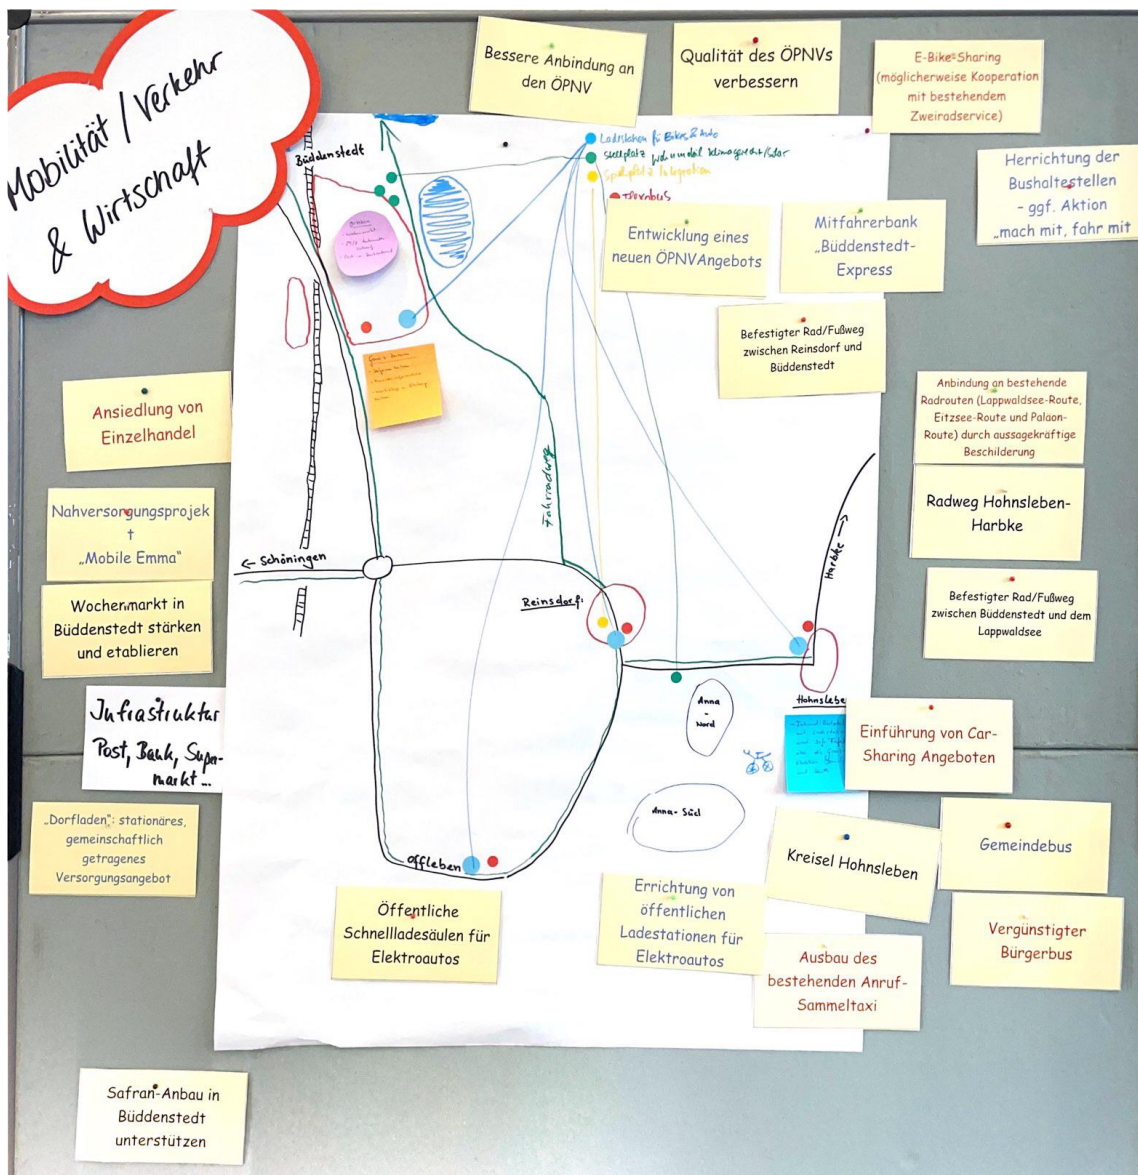 Mobilität / Verkehr
& Wirtschaft
Bessere Anbindung an
den ÖPNV
Qualität des ÖPNVs
verbessern
E-Bike-Sharing
(möglicherweise Kooperation
mit bestehendem
Zweiradservice)
Herrichtung der
Bushaltestellen
- ggf. Aktion
„mach mit, fahr mit
Büddenstedt
Ladestation für Bikes & Auto
Stellplatz Wohnmobil
Spielplatz Integration
Entwicklung eines
neuen ÖPNVAngebots
Mitfahrerbank
„Büddenstedt-
Express
Befestigter Rad/Fußweg
zwischen Reinsdorf und
Büddenstedt
Ansiedlung von
Einzelhandel
Anbindung an bestehende
Radrouten (Lappwaldsee-Route,
Eitzsee-Route und Palaon-
Route) durch aussagekräftige
Beschilderung
Fahrradweg
Radweg Hohnsleben-
Harbke
Nahversorgungsprojek
t
„Mobile Emma"
← Schöningen
Harbke →
Wochenmarkt in
Büddenstedt stärken
und etablieren
Reinsdorf:
Befestigter Rad/Fußweg
zwischen Büddenstedt und dem
Lappwaldsee
Infrastruktur
Post, Bank, Super-
markt...
Anna
-
Nord
Hohnsleben
Einführung von Car-
Sharing Angeboten
„Dorfladen": stationäres,
gemeinschaftlich
getragenes
Versorgungsangebot
Anna-Süd
Offleben
Kreisel Hohnsleben
Gemeindebus
Öffentliche
Schnellladesäulen für
Elektroautos
Errichtung von
öffentlichen
Ladestationen für
Elektroautos
Vergünstigter
Bürgerbus
Ausbau des
bestehenden Anruf-
Sammeltaxi
Safran-Anbau in
Büddenstedt
unterstützen